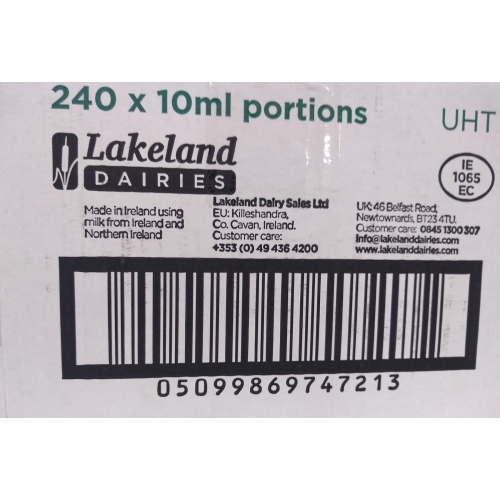 240 x 10ml portions
UHT
Lakeland
DAIRIES
IE
1065
EC
Made in Ireland using
milk from Ireland and
Northern Ireland
Lakeland Dairy Sales Ltd
EU: Killeshandra,
Co. Cavan, Ireland.
Customer care:
+353 (0) 49 436 4200
UK: 46 Belfast Road,
Newtownards, BT23 4TU.
Customer care: 0845 1300 307
info@lakelanddairies.com
www.lakelanddairies.com
05099869747213